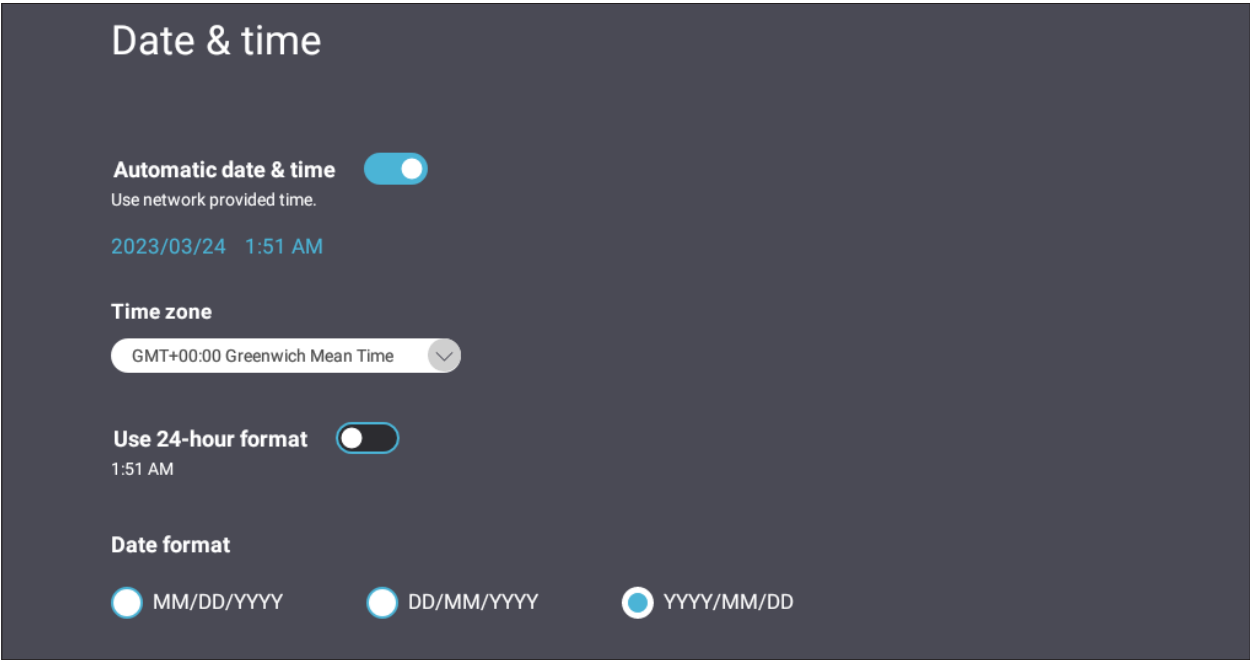 Date & time
Automatic date & time
Use network provided time.
2023/03/24 1:51 AM
Time zone
GMT+00:00 Greenwich Mean Time
Use 24-hour format
1:51 AM
Date format
MM/DD/YYYY DD/MM/YYYY YYYY/MM/DD